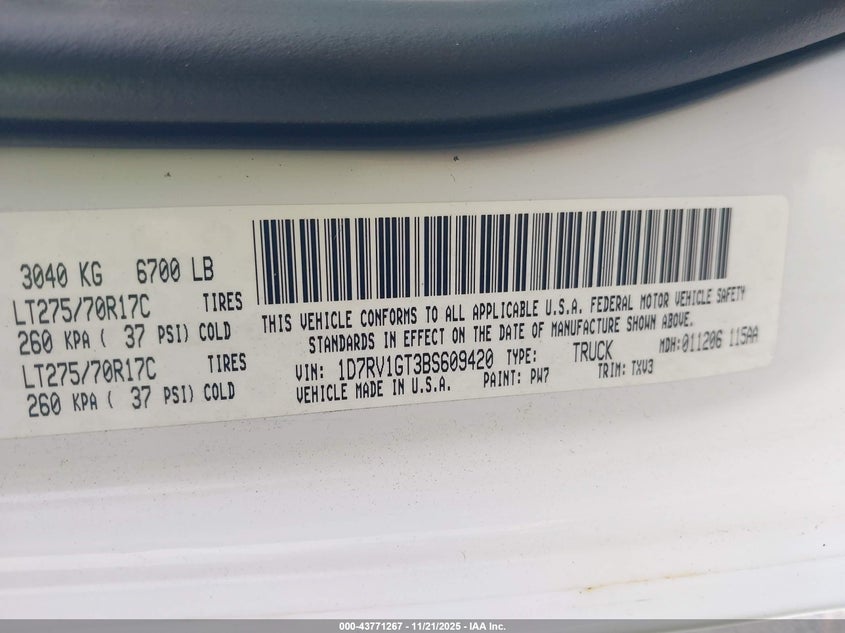 3040 KG 6700 LB
LT275/70R17C TIRES
260 KPA ( 37 PSI) COLD
LT275/70R17C TIRES
260 KPA ( 37 PSI) COLD
THIS VEHICLE CONFORMS TO ALL APPLICABLE U.S.A. FEDERAL MOTOR VEHICLE SAFETY
STANDARDS IN EFFECT ON THE DATE OF MANUFACTURE SHOWN ABOVE.
VIN: 1D7RV1GT3BS609420 TYPE: TRUCK MDH:011206 115AA
VEHICLE MADE IN U.S.A. PAINT: PW7 TRIM: TXV3
000-43771267 - 11/21/2025 - IAA Inc.